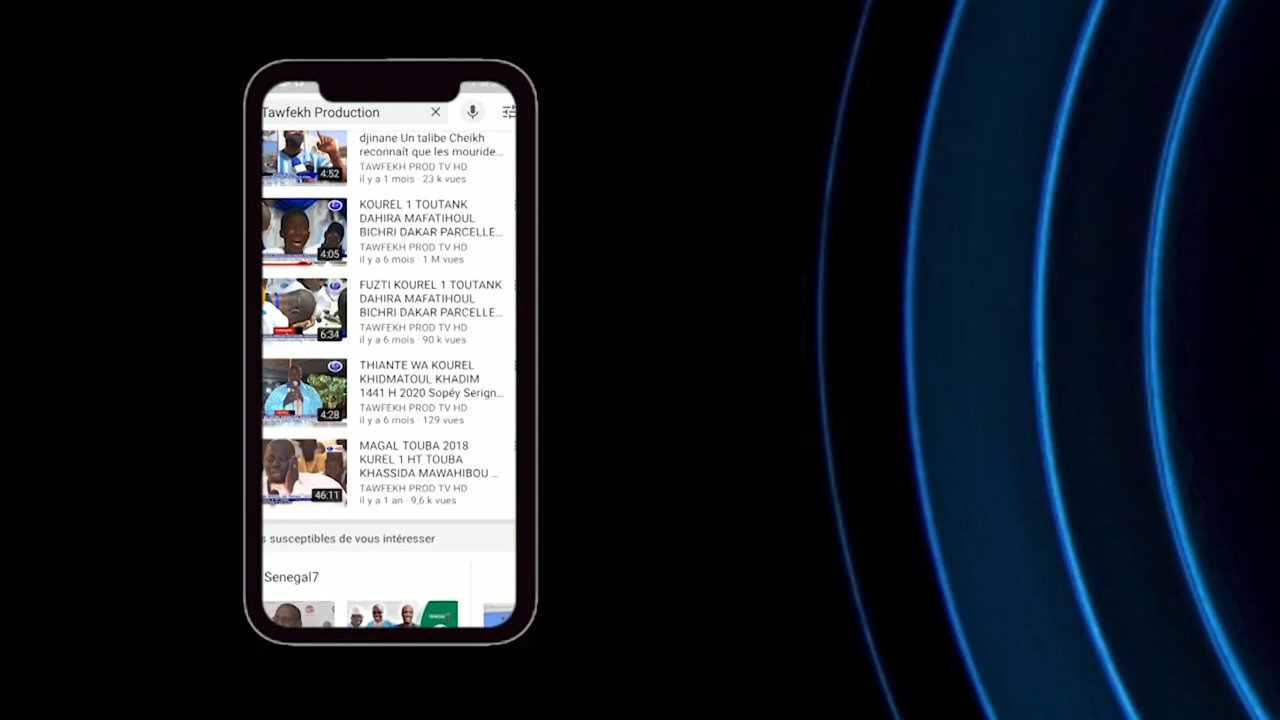 Tawfekh Production
djinane Un talibe Cheikh
reconnaît que les mouride...
TAWFEKH PROD TV HD
il y a 1 mois · 23 k vues
4:52
KOUREL 1 TOUTANK
DAHIRA MAFATIHOUL
BICHRI DAKAR PARCELLE...
TAWFEKH PROD TV HD
il y a 6 mois · 1 M vues
4:05
FUZTI KOUREL 1 TOUTANK
DAHIRA MAFATIHOUL
BICHRI DAKAR PARCELLE...
TAWFEKH PROD TV HD
il y a 6 mois · 90 k vues
6:34
THIANTE WA KOUREL
KHIDMATOUL KHADIM
1441 H 2020 Sopéy Serign...
TAWFEKH PROD TV HD
il y a 6 mois · 129 vues
4:28
MAGAL TOUBA 2018
KUREL 1 HT TOUBA
KHASSIDA MAWAHIBOU ...
TAWFEKH PROD TV HD
il y a 1 an · 9,6 k vues
46:11
s susceptibles de vous intéresser
Senegal7